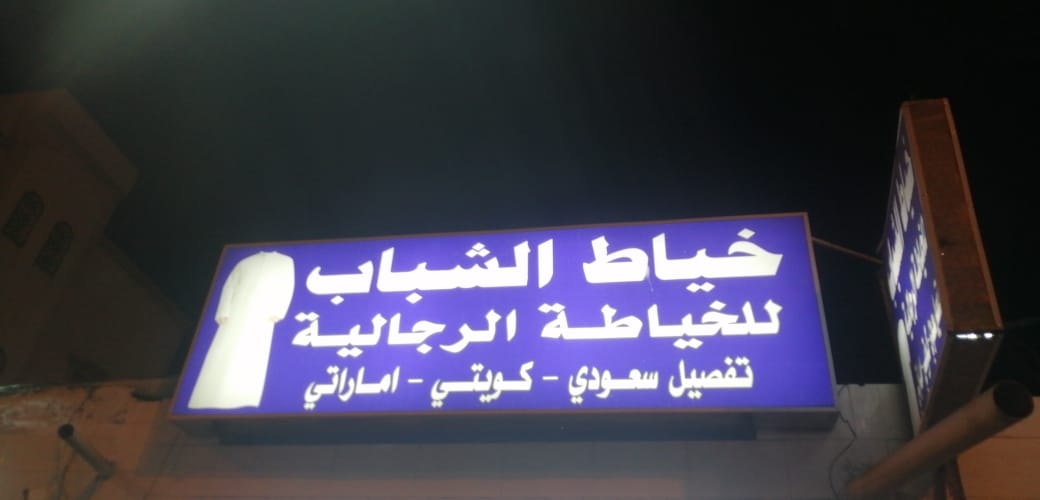 خياط الشباب
للخياطة الرجالية
تفصيل سعودي - كويتي - اماراتي